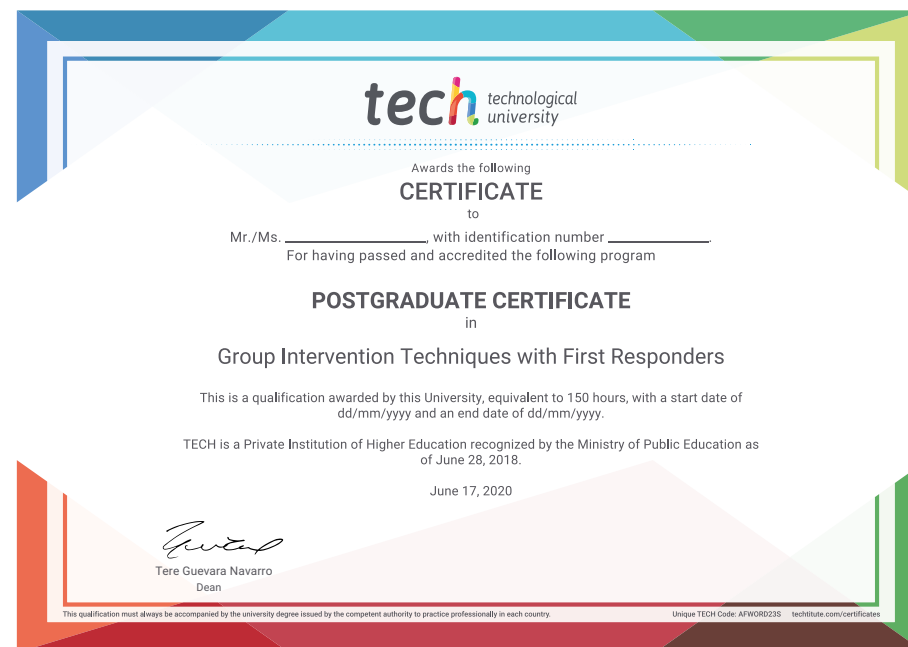 tech technological
university
Awards the following
CERTIFICATE
to
Mr./Ms. ____________, with identification number ____________.
For having passed and accredited the following program
POSTGRADUATE CERTIFICATE
in
Group Intervention Techniques with First Responders
This is a qualification awarded by this University, equivalent to 150 hours, with a start date of
dd/mm/yyyy and an end date of dd/mm/yyyy.
TECH is a Private Institution of Higher Education recognized by the Ministry of Public Education as
of June 28, 2018.
June 17, 2020
Tere Guevara Navarro
Dean
This qualification must always be accompanied by the university degree issued by the competent authority to practice professionally in each country. Unique TECH Code: AFWORD23S techtitute.com/certificates